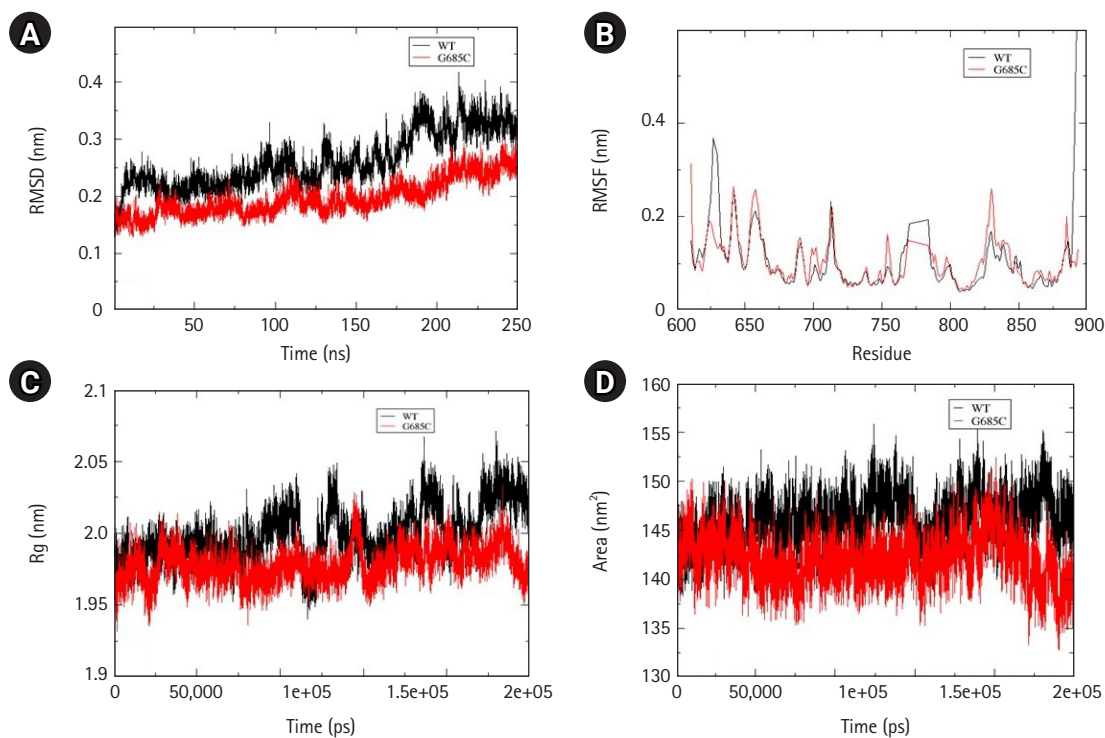 A
WT
G685C
0.4
0.3
0.2
0.1
0
50
100
150
200
250
RMSD (nm)
Time (ns)
B
WT
G685C
0.4
0.2
0
600
650
700
750
800
850
900
RMSF (nm)
Residue
C
WT
G685C
2.1
2.05
2.0
1.95
1.9
0
50,000
1e+05
1.5e+05
2e+05
Rg (nm)
Time (ps)
D
WT
G685C
160
155
150
145
140
135
130
0
50,000
1e+05
1.5e+05
2e+05
Area (nm²)
Time (ps)